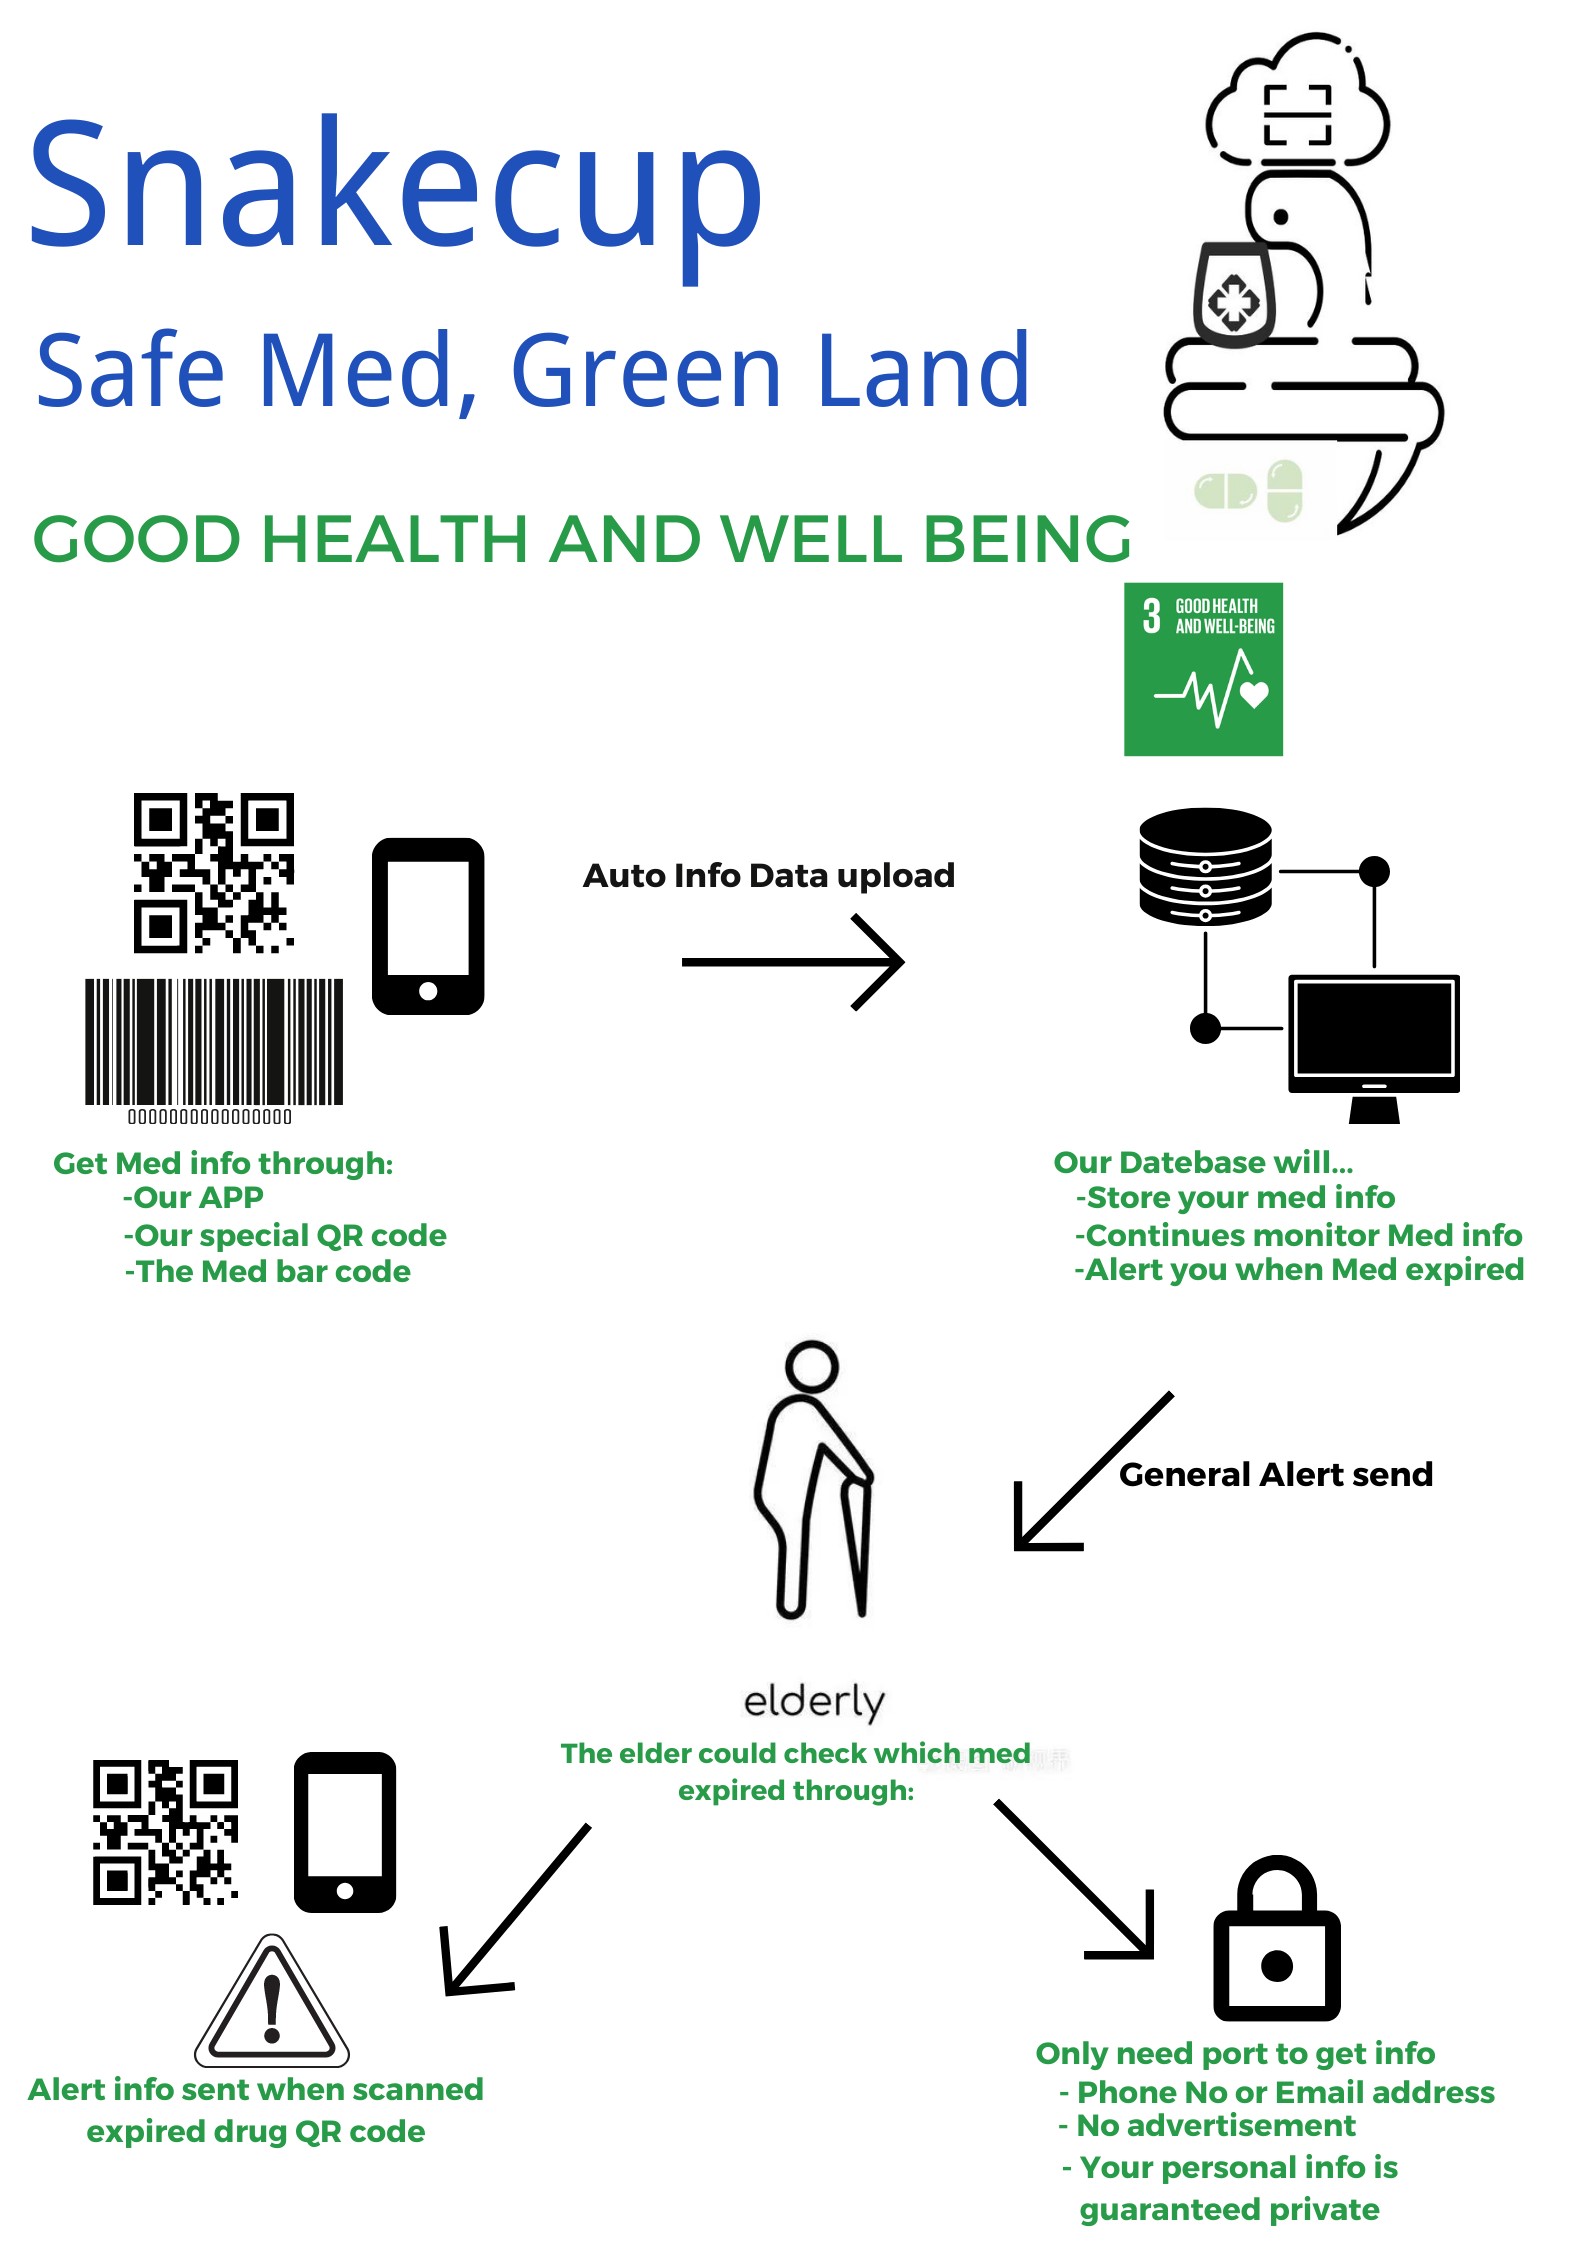 Snakecup
Safe Med, Green Land
GOOD HEALTH AND WELL BEING
3 GOOD HEALTH
AND WELL-BEING
Auto Info Data upload
0000000000000000
Get Med info through:
-Our APP
-Our special QR code
-The Med bar code
Our Datebase will...
-Store your med info
-Continues monitor Med info
-Alert you when Med expired
General Alert send
elderly
The elder could check which med
expired through:
Alert info sent when scanned
expired drug QR code
Only need port to get info
- Phone No or Email address
- No advertisement
- Your personal info is
guaranteed private